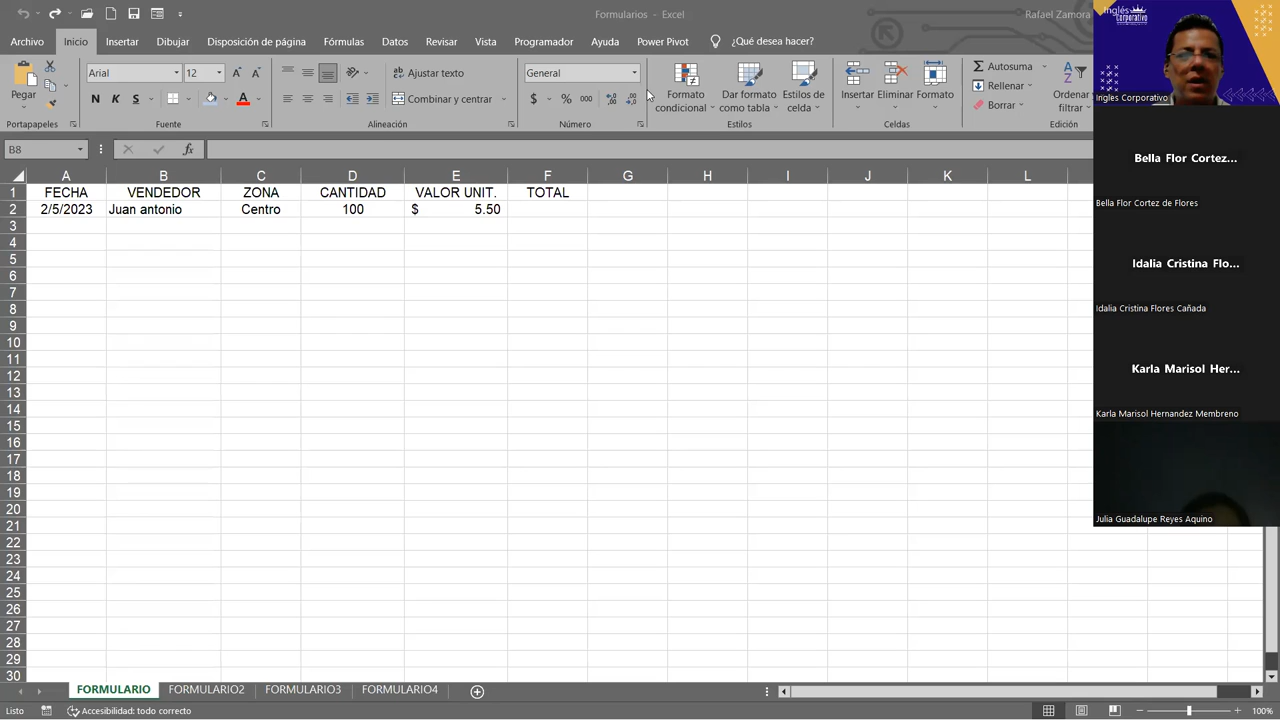 Formularios - Excel
Rafael Zamora
Archivo Inicio Insertar Dibujar Disposición de página Fórmulas Datos Revisar Vista Programador Ayuda Power Pivot ¿Qué desea hacer?
Pegar
Portapapeles
Arial 12
N K S
Fuente
Ajustar texto
Combinar y centrar
Alineación
General
$ % 000
Número
Formato condicional
Dar formato como tabla
Estilos de celda
Estilos
Insertar Eliminar Formato
Celdas
Autosuma
Rellenar
Borrar
Ordenar filtrar
Edición
B8
fx
A B C D E F G H I J K L
1 FECHA VENDEDOR ZONA CANTIDAD VALOR UNIT. TOTAL
2 2/5/2023 Juan antonio Centro 100 $ 5.50
3
4
5
6
7
8
9
10
11
12
13
14
15
16
17
18
19
20
21
22
23
24
25
26
27
28
29
30
FORMULARIO FORMULARIO2 FORMULARIO3 FORMULARIO4
Listo Accesibilidad: todo correcto 100%
Inglés Corporativo
Ingles Corporativo
Bella Flor Cortez...
Bella Flor Cortez de Flores
Idalia Cristina Flo...
Idalia Cristina Flores Cañada
Karla Marisol Her...
Karla Marisol Hernandez Membreno
Julia Guadalupe Reyes Aquino